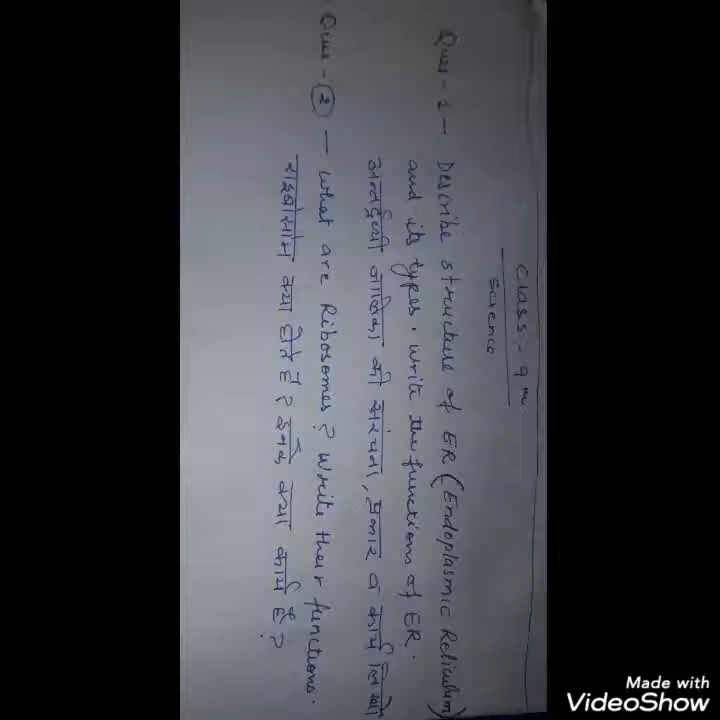 Class - 9th
Science
Ques - 1 - Describe structure of ER (Endoplasmic Reticulum)
and its types. write the functions of ER.
अन्तर्द्रव्यी जालिका की संरचना, प्रकार व कार्य लिखो
Ques - 2 - What are Ribosomes? Write their functions.
राइबोसोम क्या होते हैं? इनके क्या कार्य हैं?
Made with
VideoShow